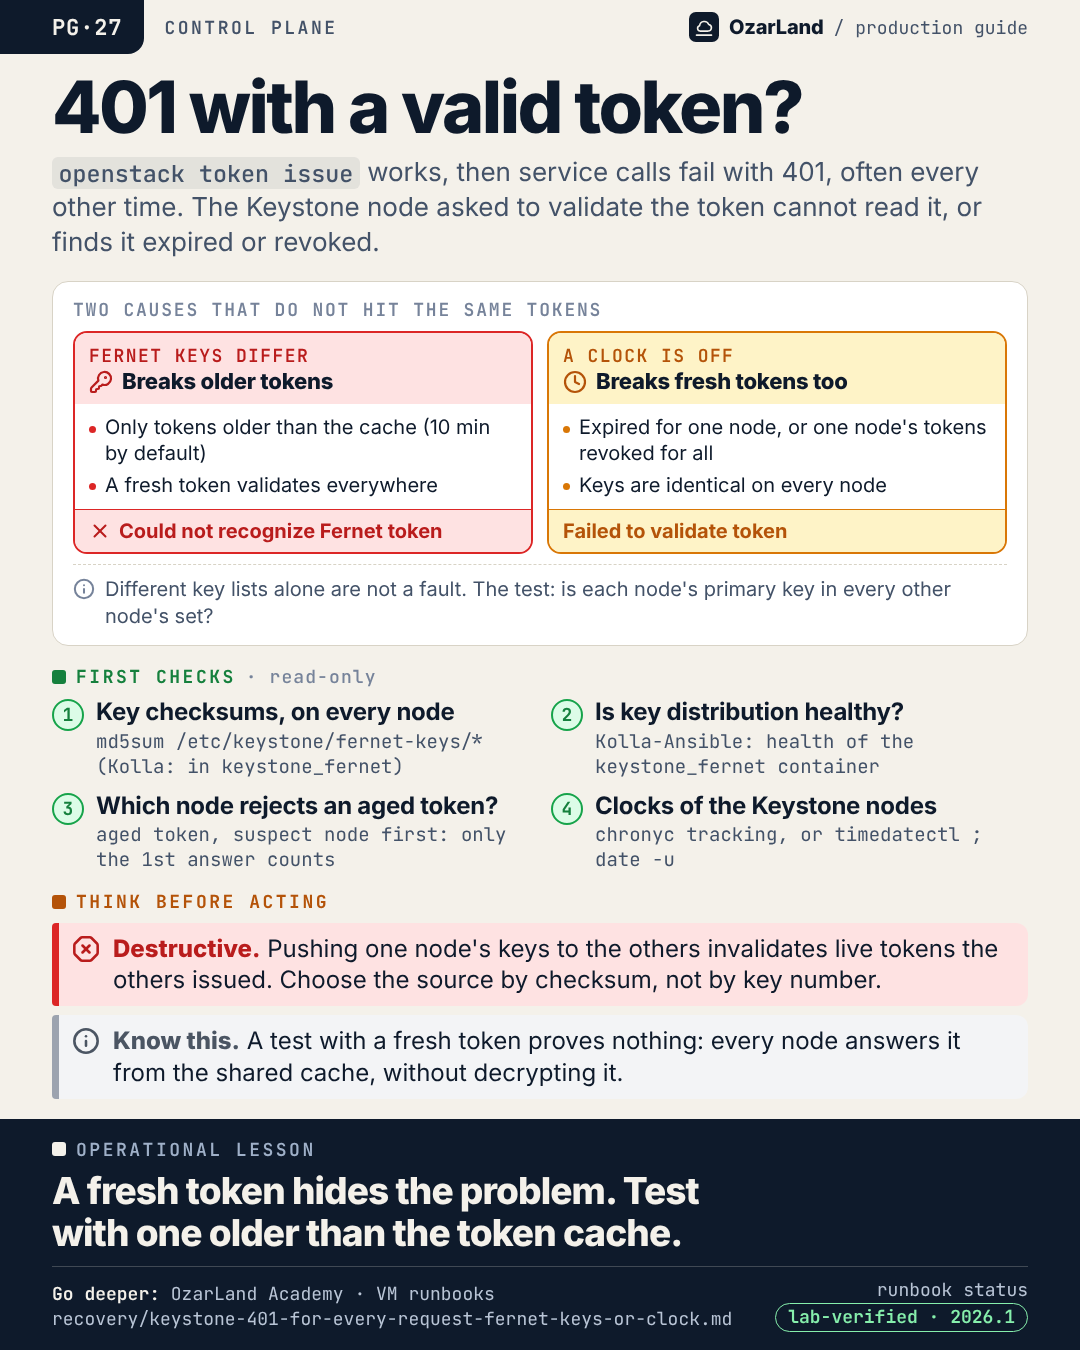 PG·27 CONTROL PLANE
OzarLand / production guide
401 with a valid token?
openstack token issue works, then service calls fail with 401, often every
other time. The Keystone node asked to validate the token cannot read it, or
finds it expired or revoked.
TWO CAUSES THAT DO NOT HIT THE SAME TOKENS
FERNET KEYS DIFFER
Breaks older tokens
• Only tokens older than the cache (10 min
by default)
• A fresh token validates everywhere
Could not recognize Fernet token
A CLOCK IS OFF
Breaks fresh tokens too
• Expired for one node, or one node's tokens
revoked for all
• Keys are identical on every node
Failed to validate token
Different key lists alone are not a fault. The test: is each node's primary key in every other
node's set?
FIRST CHECKS · read-only
1 Key checksums, on every node
md5sum /etc/keystone/fernet-keys/*
(Kolla: in keystone_fernet)
2 Is key distribution healthy?
Kolla-Ansible: health of the
keystone_fernet container
3 Which node rejects an aged token?
aged token, suspect node first: only
the 1st answer counts
4 Clocks of the Keystone nodes
chronyc tracking, or timedatectl ;
date -u
THINK BEFORE ACTING
Destructive. Pushing one node's keys to the others invalidates live tokens the
others issued. Choose the source by checksum, not by key number.
Know this. A test with a fresh token proves nothing: every node answers it
from the shared cache, without decrypting it.
OPERATIONAL LESSON
A fresh token hides the problem. Test
with one older than the token cache.
Go deeper: OzarLand Academy · VM runbooks
recovery/keystone-401-for-every-request-fernet-keys-or-clock.md
runbook status
lab-verified · 2026.1